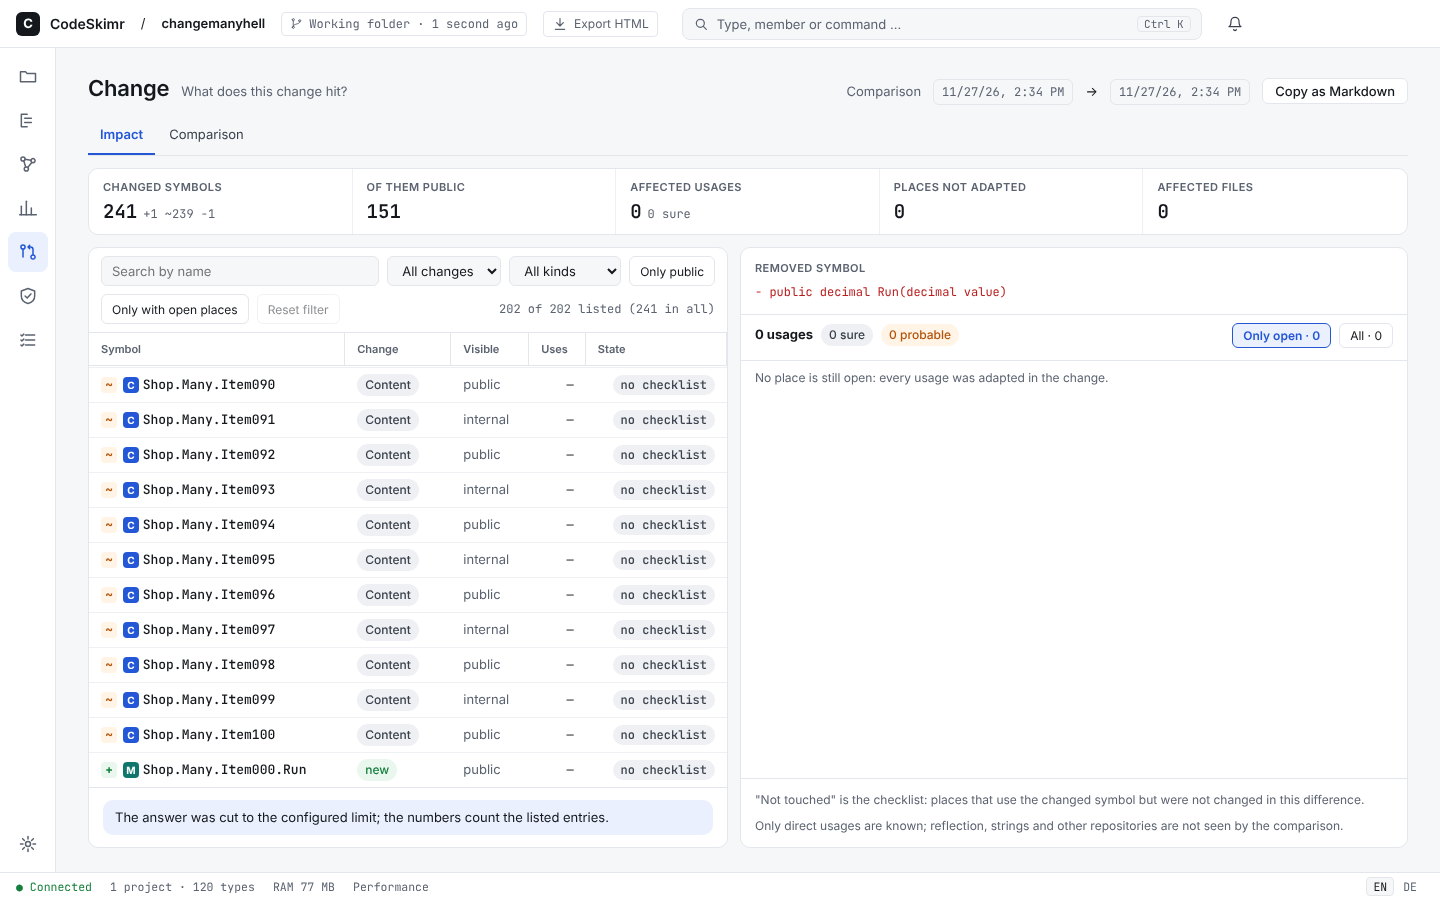 C CodeSkimr / changemanyhell Working folder · 1 second ago Export HTML Type, member or command ... Ctrl K
Change What does this change hit? Comparison 11/27/26, 2:34 PM → 11/27/26, 2:34 PM Copy as Markdown
Impact Comparison
CHANGED SYMBOLS OF THEM PUBLIC AFFECTED USAGES PLACES NOT ADAPTED AFFECTED FILES
241 +1 ~239 -1 151 0 0 sure 0 0
Search by name All changes All kinds Only public
Only with open places Reset filter 202 of 202 listed (241 in all)
Symbol Change Visible Uses State
~ C Shop.Many.Item090 Content public — no checklist
~ C Shop.Many.Item091 Content internal — no checklist
~ C Shop.Many.Item092 Content public — no checklist
~ C Shop.Many.Item093 Content internal — no checklist
~ C Shop.Many.Item094 Content public — no checklist
~ C Shop.Many.Item095 Content internal — no checklist
~ C Shop.Many.Item096 Content public — no checklist
~ C Shop.Many.Item097 Content internal — no checklist
~ C Shop.Many.Item098 Content public — no checklist
~ C Shop.Many.Item099 Content internal — no checklist
~ C Shop.Many.Item100 Content public — no checklist
+ M Shop.Many.Item000.Run new public — no checklist
The answer was cut to the configured limit; the numbers count the listed entries.
REMOVED SYMBOL
- public decimal Run(decimal value)
0 usages 0 sure 0 probable Only open · 0 All · 0
No place is still open: every usage was adapted in the change.
"Not touched" is the checklist: places that use the changed symbol but were not changed in this difference.
Only direct usages are known; reflection, strings and other repositories are not seen by the comparison.
● Connected 1 project · 120 types RAM 77 MB Performance EN DE